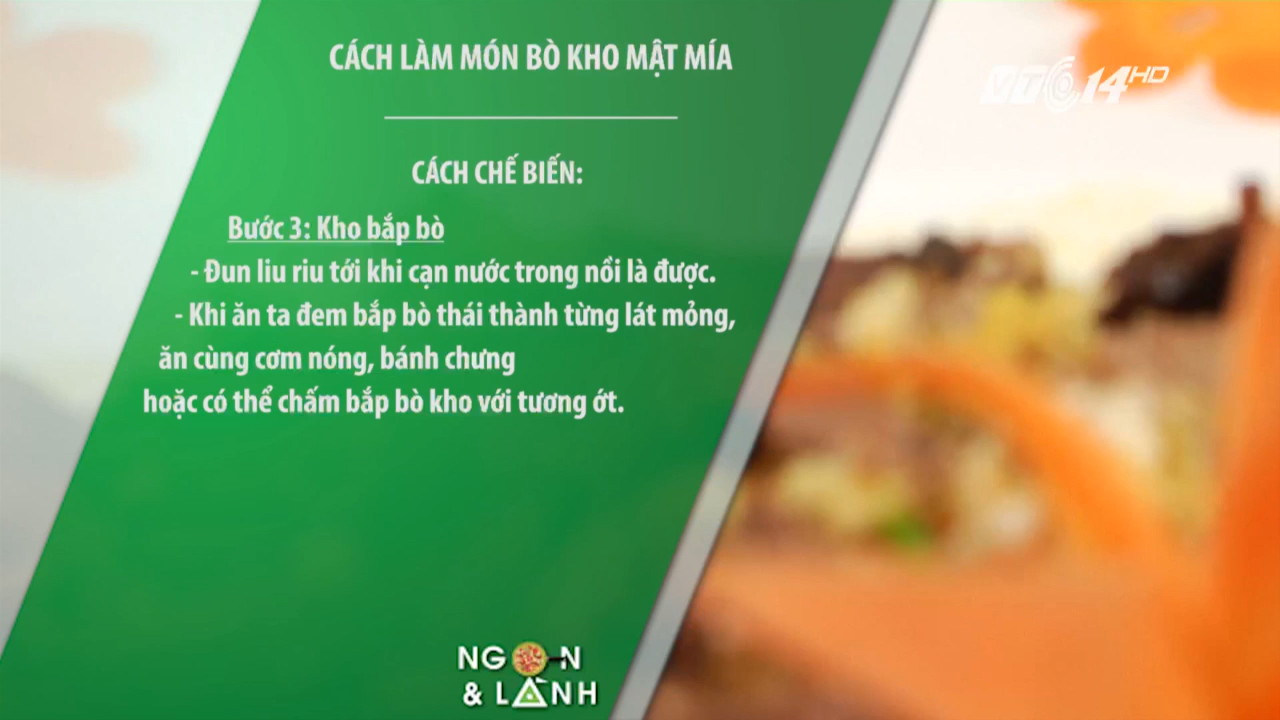 CÁCH LÀM MÓN BÒ KHO MẬT MÍA
VTC14HD
CÁCH CHẾ BIẾN:
Bước 3: Kho bắp bò
- Đun liu riu tới khi cạn nước trong nồi là được.
- Khi ăn ta đem bắp bò thái thành từng lát mỏng,
ăn cùng cơm nóng, bánh chưng
hoặc có thể chấm bắp bò kho với tương ớt.
NGON
& LÀNH